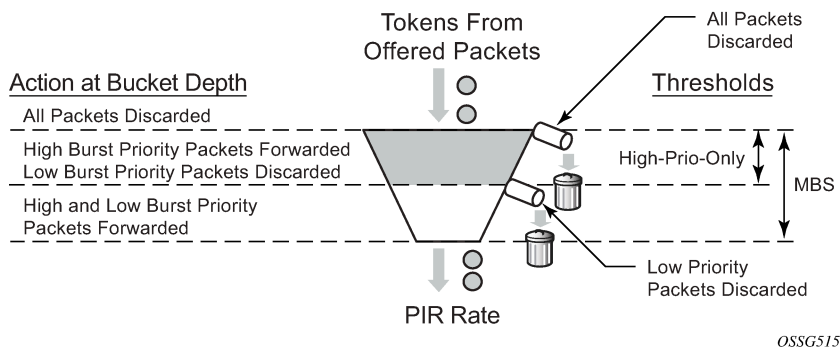 Tokens From
Offered Packets
All Packets
Discarded
Action at Bucket Depth
Thresholds
All Packets Discarded
High Burst Priority Packets Forwarded
Low Burst Priority Packets Discarded
High-Prio-Only
MBS
High and Low Burst Priority
Packets Forwarded
Low Priority
Packets Discarded
PIR Rate
OSSG515